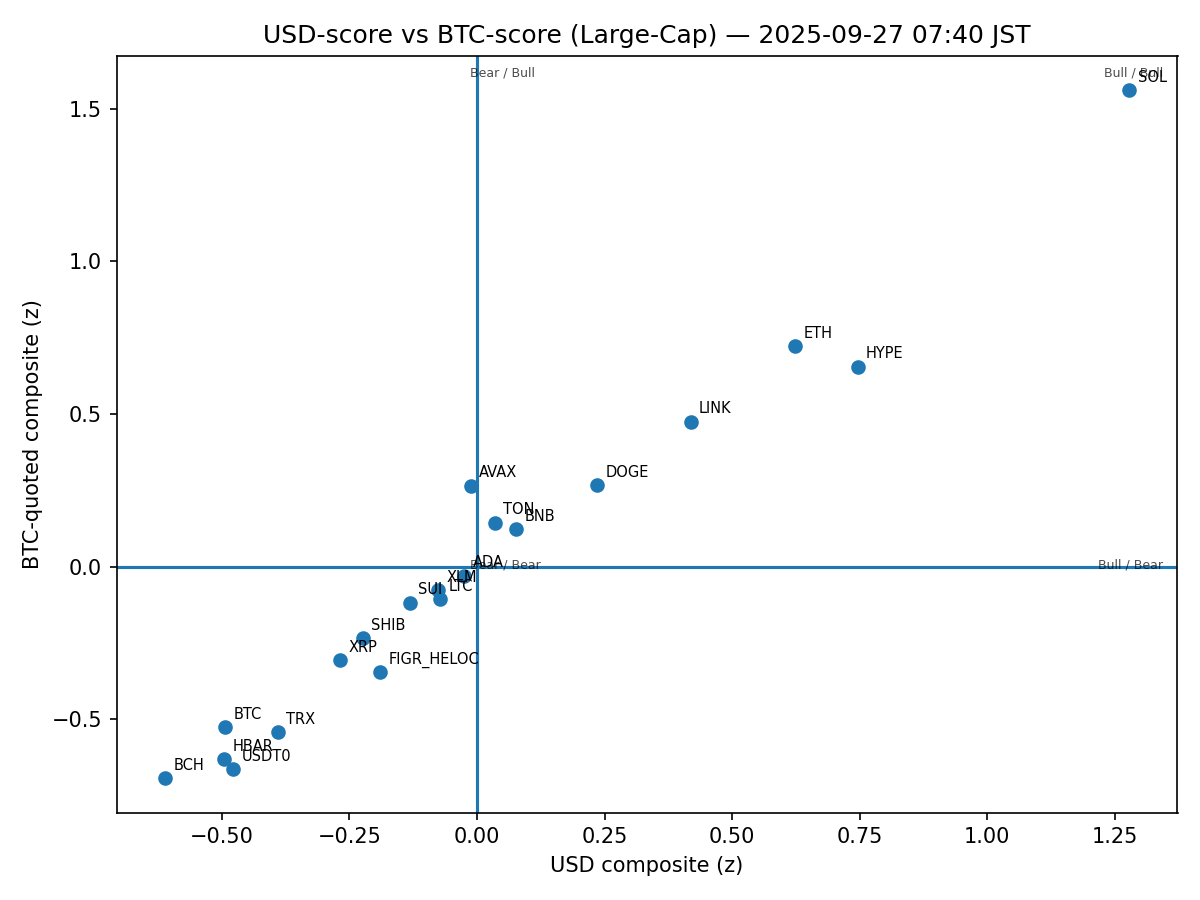 USD-score vs BTC-score (Large-Cap) — 2025-09-27 07:40 JST
Bear / Bull
Bull / Bull
SOL
1.5
1.0
ETH
HYPE
0.5
LINK
AVAX
DOGE
TON
BNB
0.0
ADA
Bear / Bear
Bull / Bear
XLM
SUI
LTC
SHIB
XRP
FIGR_HELOC
−0.5
BTC
TRX
HBAR
USDT0
BCH
−0.50
−0.25
0.00
0.25
0.50
0.75
1.00
1.25
USD composite (z)
BTC-quoted composite (z)